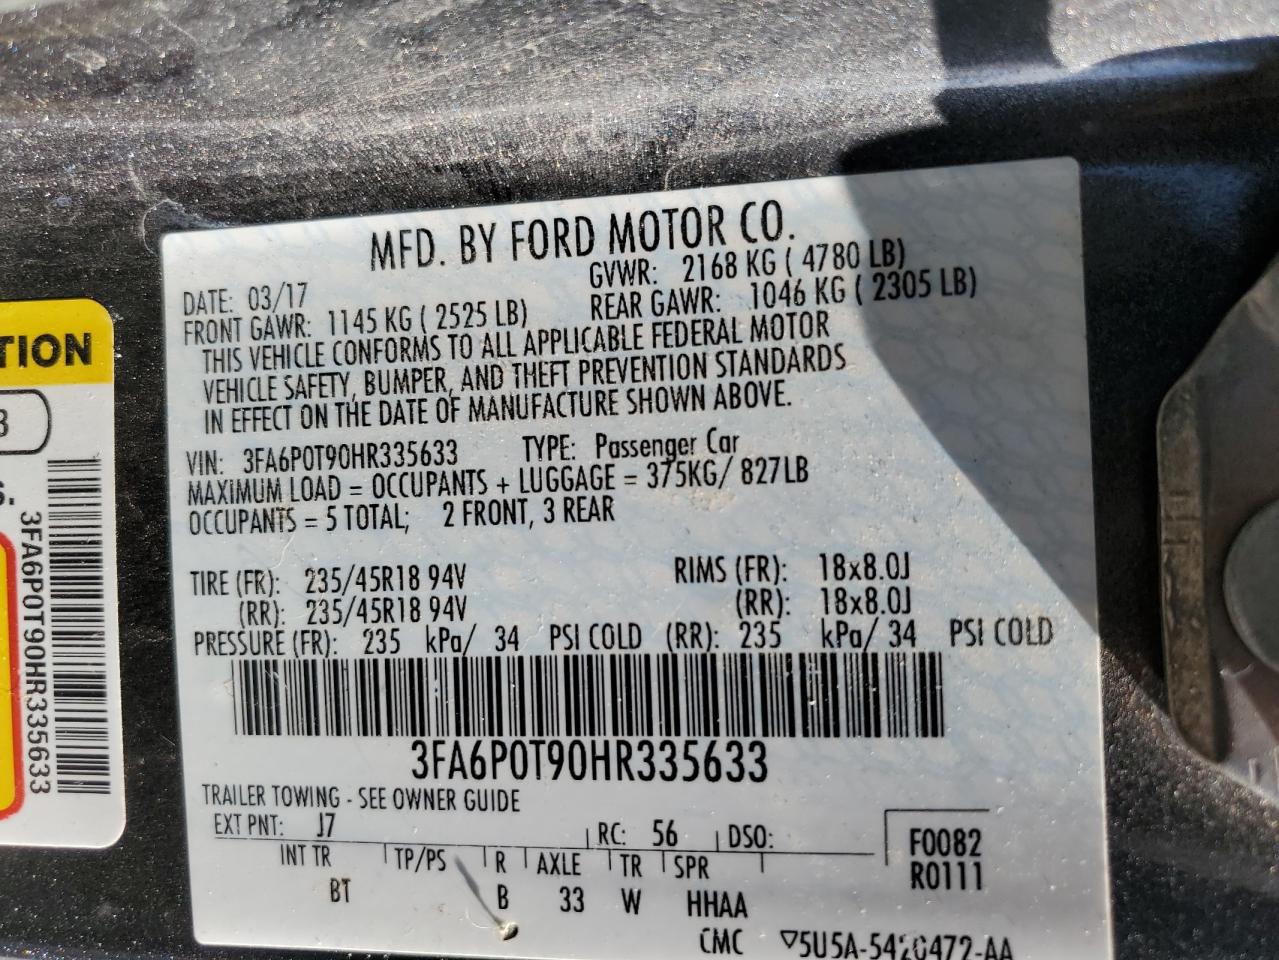 MFD. BY FORD MOTOR CO.
DATE: 03/17 GVWR: 2168 KG ( 4780 LB)
FRONT GAWR: 1145 KG ( 2525 LB) REAR GAWR: 1046 KG ( 2305 LB)
THIS VEHICLE CONFORMS TO ALL APPLICABLE FEDERAL MOTOR
VEHICLE SAFETY, BUMPER, AND THEFT PREVENTION STANDARDS
IN EFFECT ON THE DATE OF MANUFACTURE SHOWN ABOVE.
VIN: 3FA6P0T90HR335633 TYPE: Passenger Car
MAXIMUM LOAD = OCCUPANTS + LUGGAGE = 375KG/ 827LB
OCCUPANTS = 5 TOTAL; 2 FRONT, 3 REAR
TIRE (FR): 235/45R18 94V RIMS (FR): 18x8.0J
(RR): 235/45R18 94V (RR): 18x8.0J
PRESSURE (FR): 235 kPa/ 34 PSI COLD (RR): 235 kPa/ 34 PSI COLD
3FA6P0T90HR335633
TRAILER TOWING - SEE OWNER GUIDE
EXT PNT: J7 RC: 56 DSO:
F0082
INT TR TP/PS R AXLE TR SPR
R0111
BT B 33 W HHAA
CMC ▽5U5A-5420472-AA
TION
3
S.
3FA6P0T90HR335633